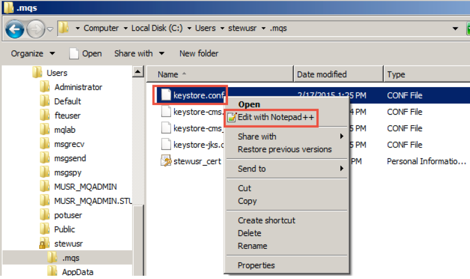 .mqs
Computer Local Disk (C:) Users stewusr .mqs
Organize Open Share with New folder
Users
Administrator
Default
fteuser
mqlab
msgrecv
msgsend
msgspy
MUSR_MQADMIN
MUSR_MQADMIN.STU
potuser
Public
stewusr
.mqs
AppData
Name Date modified Type
keystore.conf 2/17/2015 1:25 PM CONF File
keystore-cms. PM CONF File
keystore-cms_ PM CONF File
keystore-jks.c PM CONF File
stewusr_cert PM Personal Informatio...
Open
Edit with Notepad++
Share with
Restore previous versions
Send to
Cut
Copy
Create shortcut
Delete
Rename
Properties